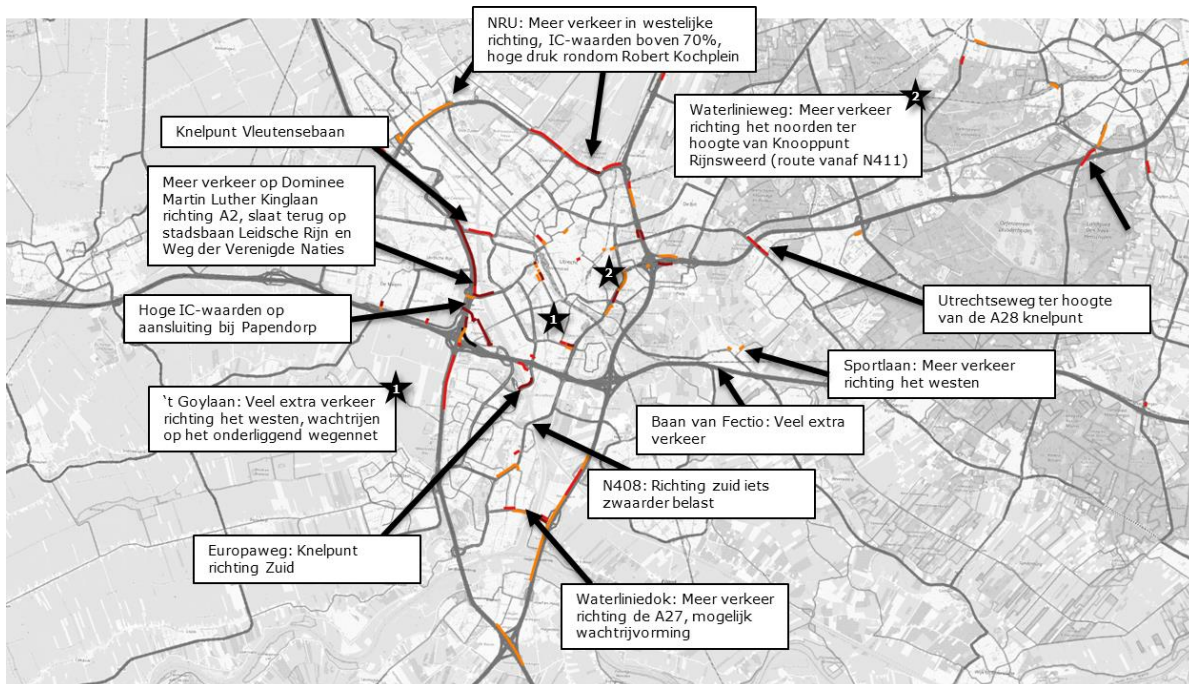 NRU: Meer verkeer in westelijke
richting, IC-waarden boven 70%,
hoge druk rondom Robert Kochplein
2
Waterlinieweg: Meer verkeer
richting het noorden ter
hoogte van Knooppunt
Rijnsweerd (route vanaf N411)
Knelpunt Vleutensebaan
Meer verkeer op Dominee
Martin Luther Kinglaan
richting A2, slaat terug op
stadsbaan Leidsche Rijn en
Weg der Verenigde Naties
2
1
Hoge IC-waarden op
aansluiting bij Papendorp
Utrechtseweg ter hoogte
van de A28 knelpunt
Sportlaan: Meer verkeer
richting het westen
1
't Goylaan: Veel extra verkeer
richting het westen, wachtrijen
op het onderliggend wegennet
Baan van Fectio: Veel extra
verkeer
N408: Richting zuid iets
zwaarder belast
Europaweg: Knelpunt
richting Zuid
Waterliniedok: Meer verkeer
richting de A27, mogelijk
wachtrijvorming